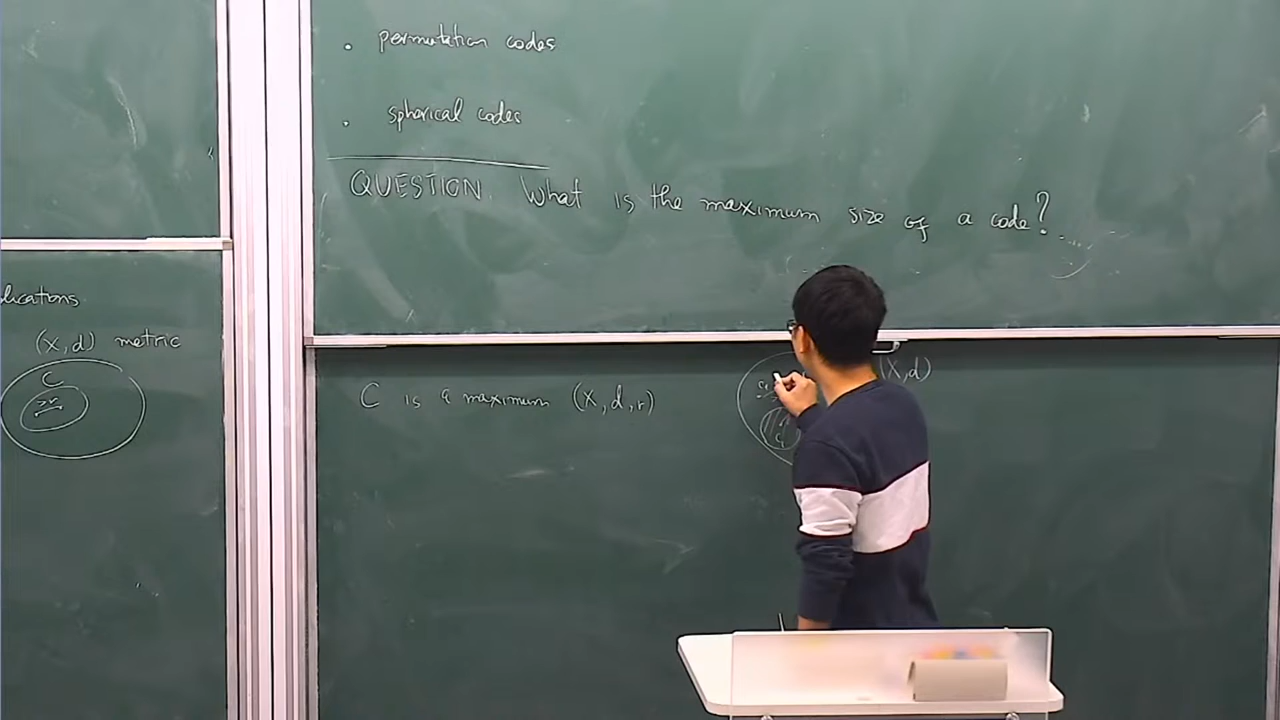 • permutation codes
• spherical codes
QUESTION. What is the maximum size of a code?
lications
(X,d) metric
C
≥r
C is a maximum (X,d,r)
(X,d)